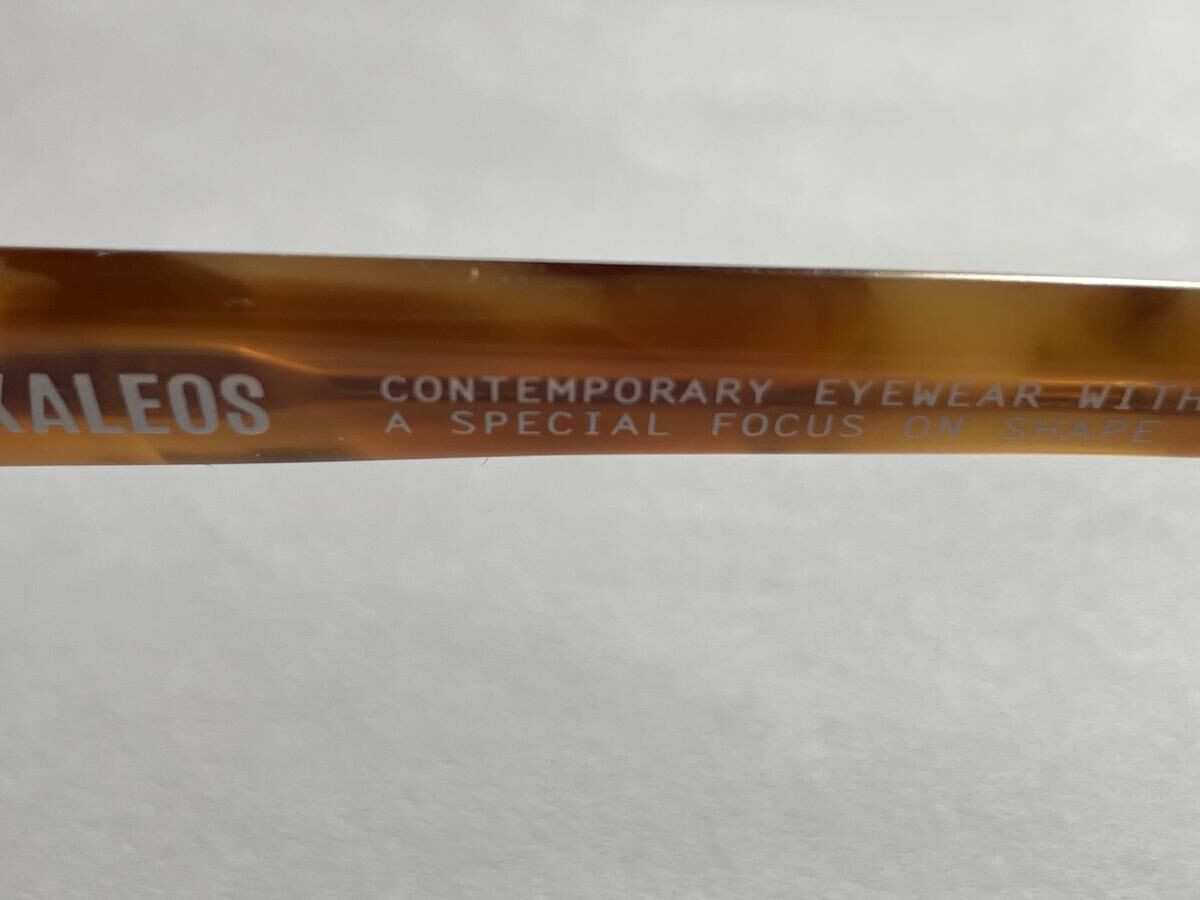 KALEOS
CONTEMPORARY EYEWEAR WITH
A SPECIAL FOCUS ON SHAPE